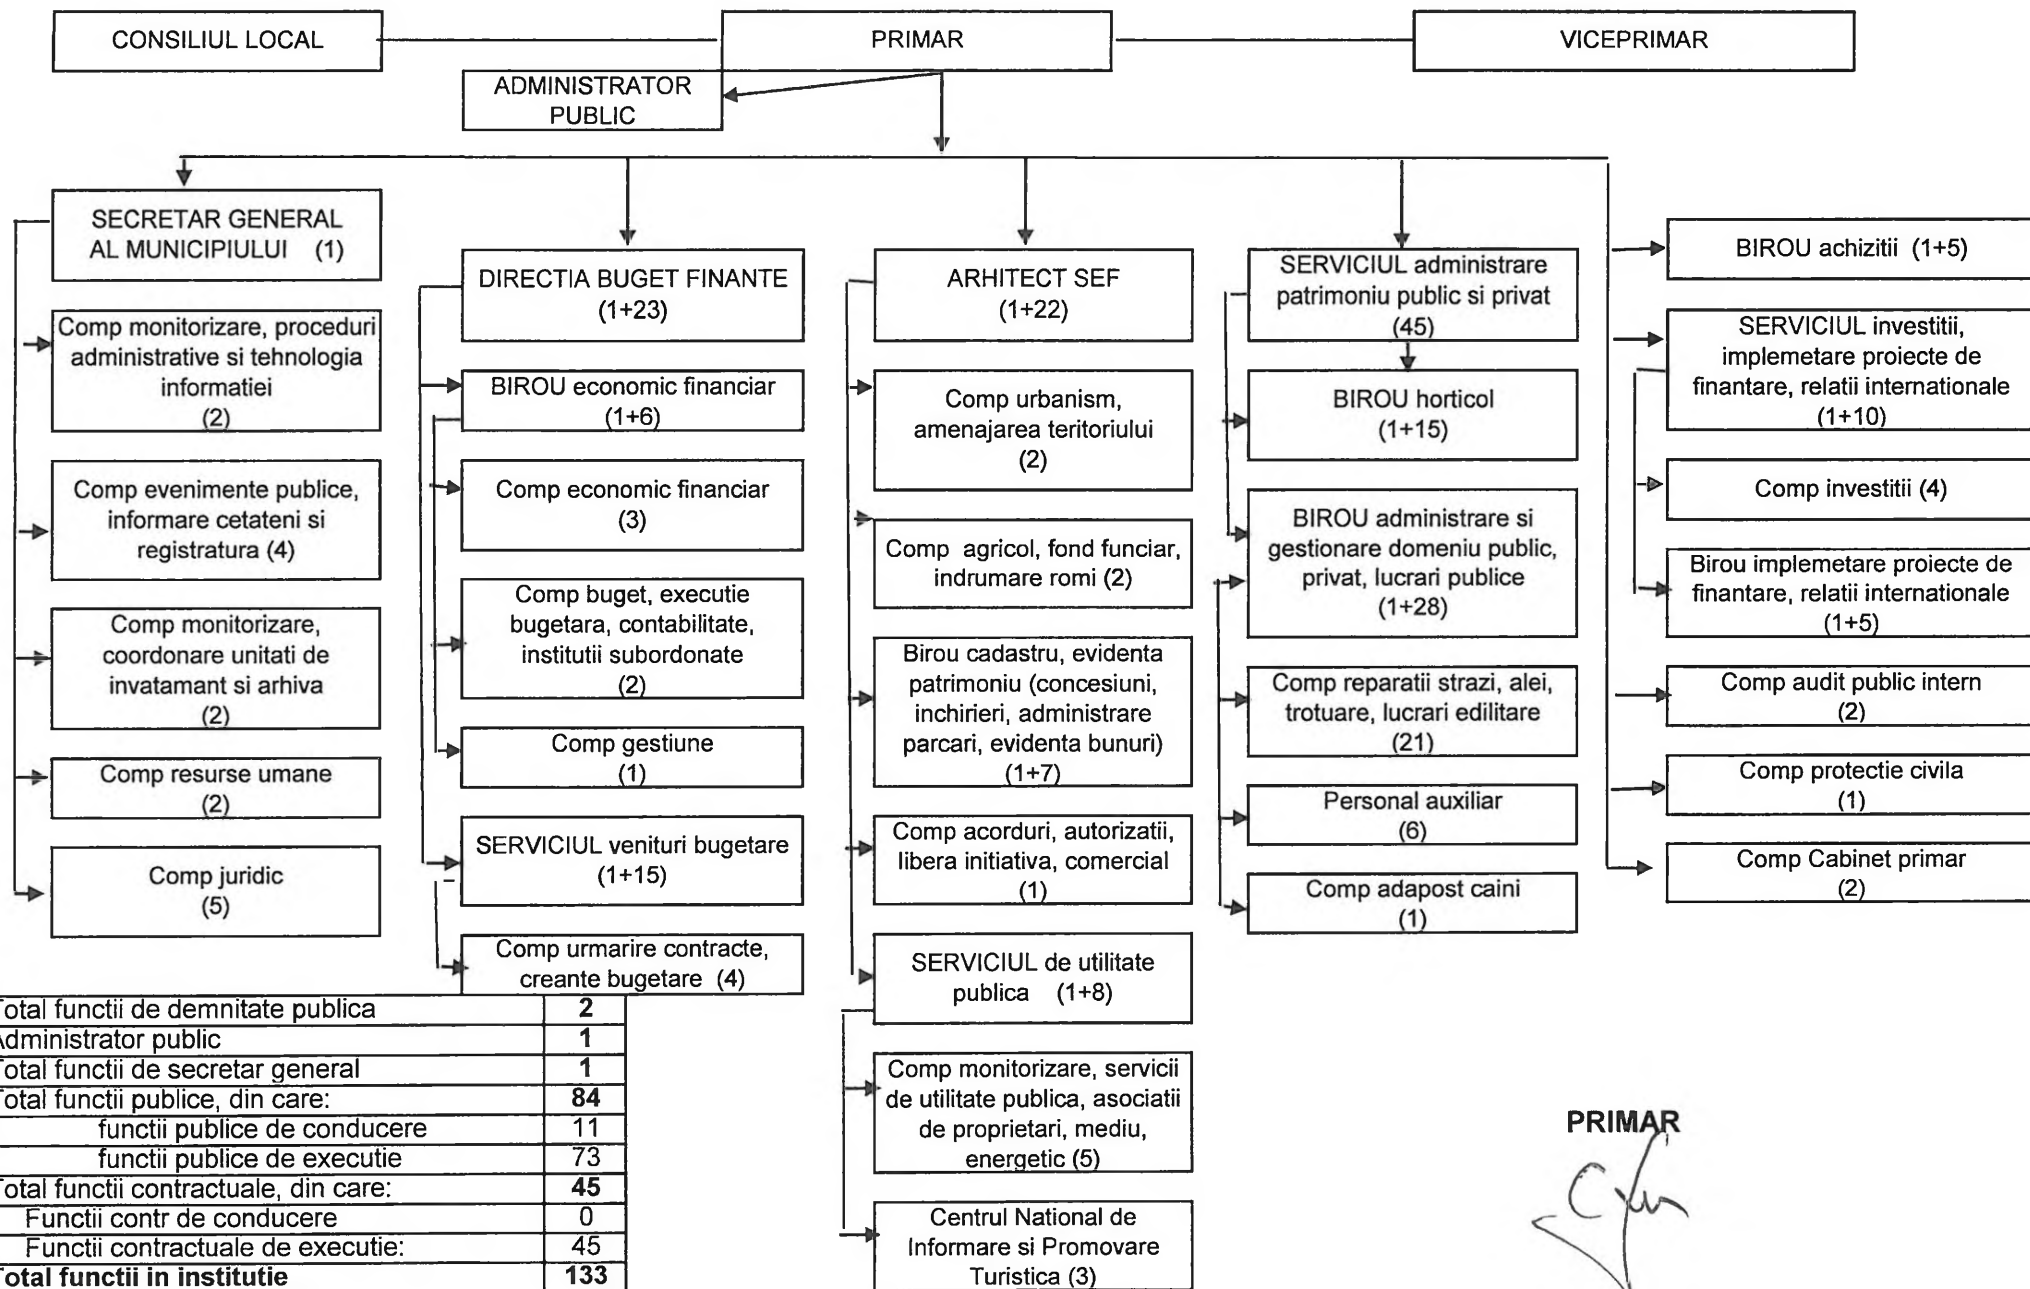 CONSILIUL LOCAL
PRIMAR
VICEPRIMAR
ADMINISTRATOR
PUBLIC
SECRETAR GENERAL
AL MUNICIPIULUI (1)
Comp monitorizare, proceduri
administrative si tehnologia
informatiei
(2)
Comp evenimente publice,
informare cetateni si
registratura (4)
Comp monitorizare,
coordonare unitati de
invatamant si arhiva
(2)
Comp resurse umane
(2)
Comp juridic
(5)
DIRECTIA BUGET FINANTE
(1+23)
BIROU economic financiar
(1+6)
Comp economic financiar
(3)
Comp buget, executie
bugetara, contabilitate,
institutii subordonate
(2)
Comp gestiune
(1)
SERVICIUL venituri bugetare
(1+15)
Comp urmarire contracte,
creante bugetare (4)
ARHITECT SEF
(1+22)
Comp urbanism,
amenajarea teritoriului
(2)
Comp agricol, fond funciar,
indrumare romi (2)
Birou cadastru, evidenta
patrimoniu (concesiuni,
inchirieri, administrare
parcari, evidenta bunuri)
(1+7)
Comp acorduri, autorizatii,
libera initiativa, comercial
(1)
SERVICIUL de utilitate
publica (1+8)
Comp monitorizare, servicii
de utilitate publica, asociatii
de proprietari, mediu,
energetic (5)
Centrul National de
Informare si Promovare
Turistica (3)
SERVICIUL administrare
patrimoniu public si privat
(45)
BIROU horticol
(1+15)
BIROU administrare si
gestionare domeniu public,
privat, lucrari publice
(1+28)
Comp reparatii strazi, alei,
trotuare, lucrari edilitare
(21)
Personal auxiliar
(6)
Comp adapost caini
(1)
BIROU achizitii (1+5)
SERVICIUL investitii,
implemetare proiecte de
finantare, relatii internationale
(1+10)
Comp investitii (4)
Birou implemetare proiecte de
finantare, relatii internationale
(1+5)
Comp audit public intern
(2)
Comp protectie civila
(1)
Comp Cabinet primar
(2)
Total functii de demnitate publica 2
Administrator public 1
Total functii de secretar general 1
Total functii publice, din care: 84
functii publice de conducere 11
functii publice de executie 73
Total functii contractuale, din care: 45
Functii contr de conducere 0
Functii contractuale de executie: 45
Total functii in institutie 133
PRIMAR